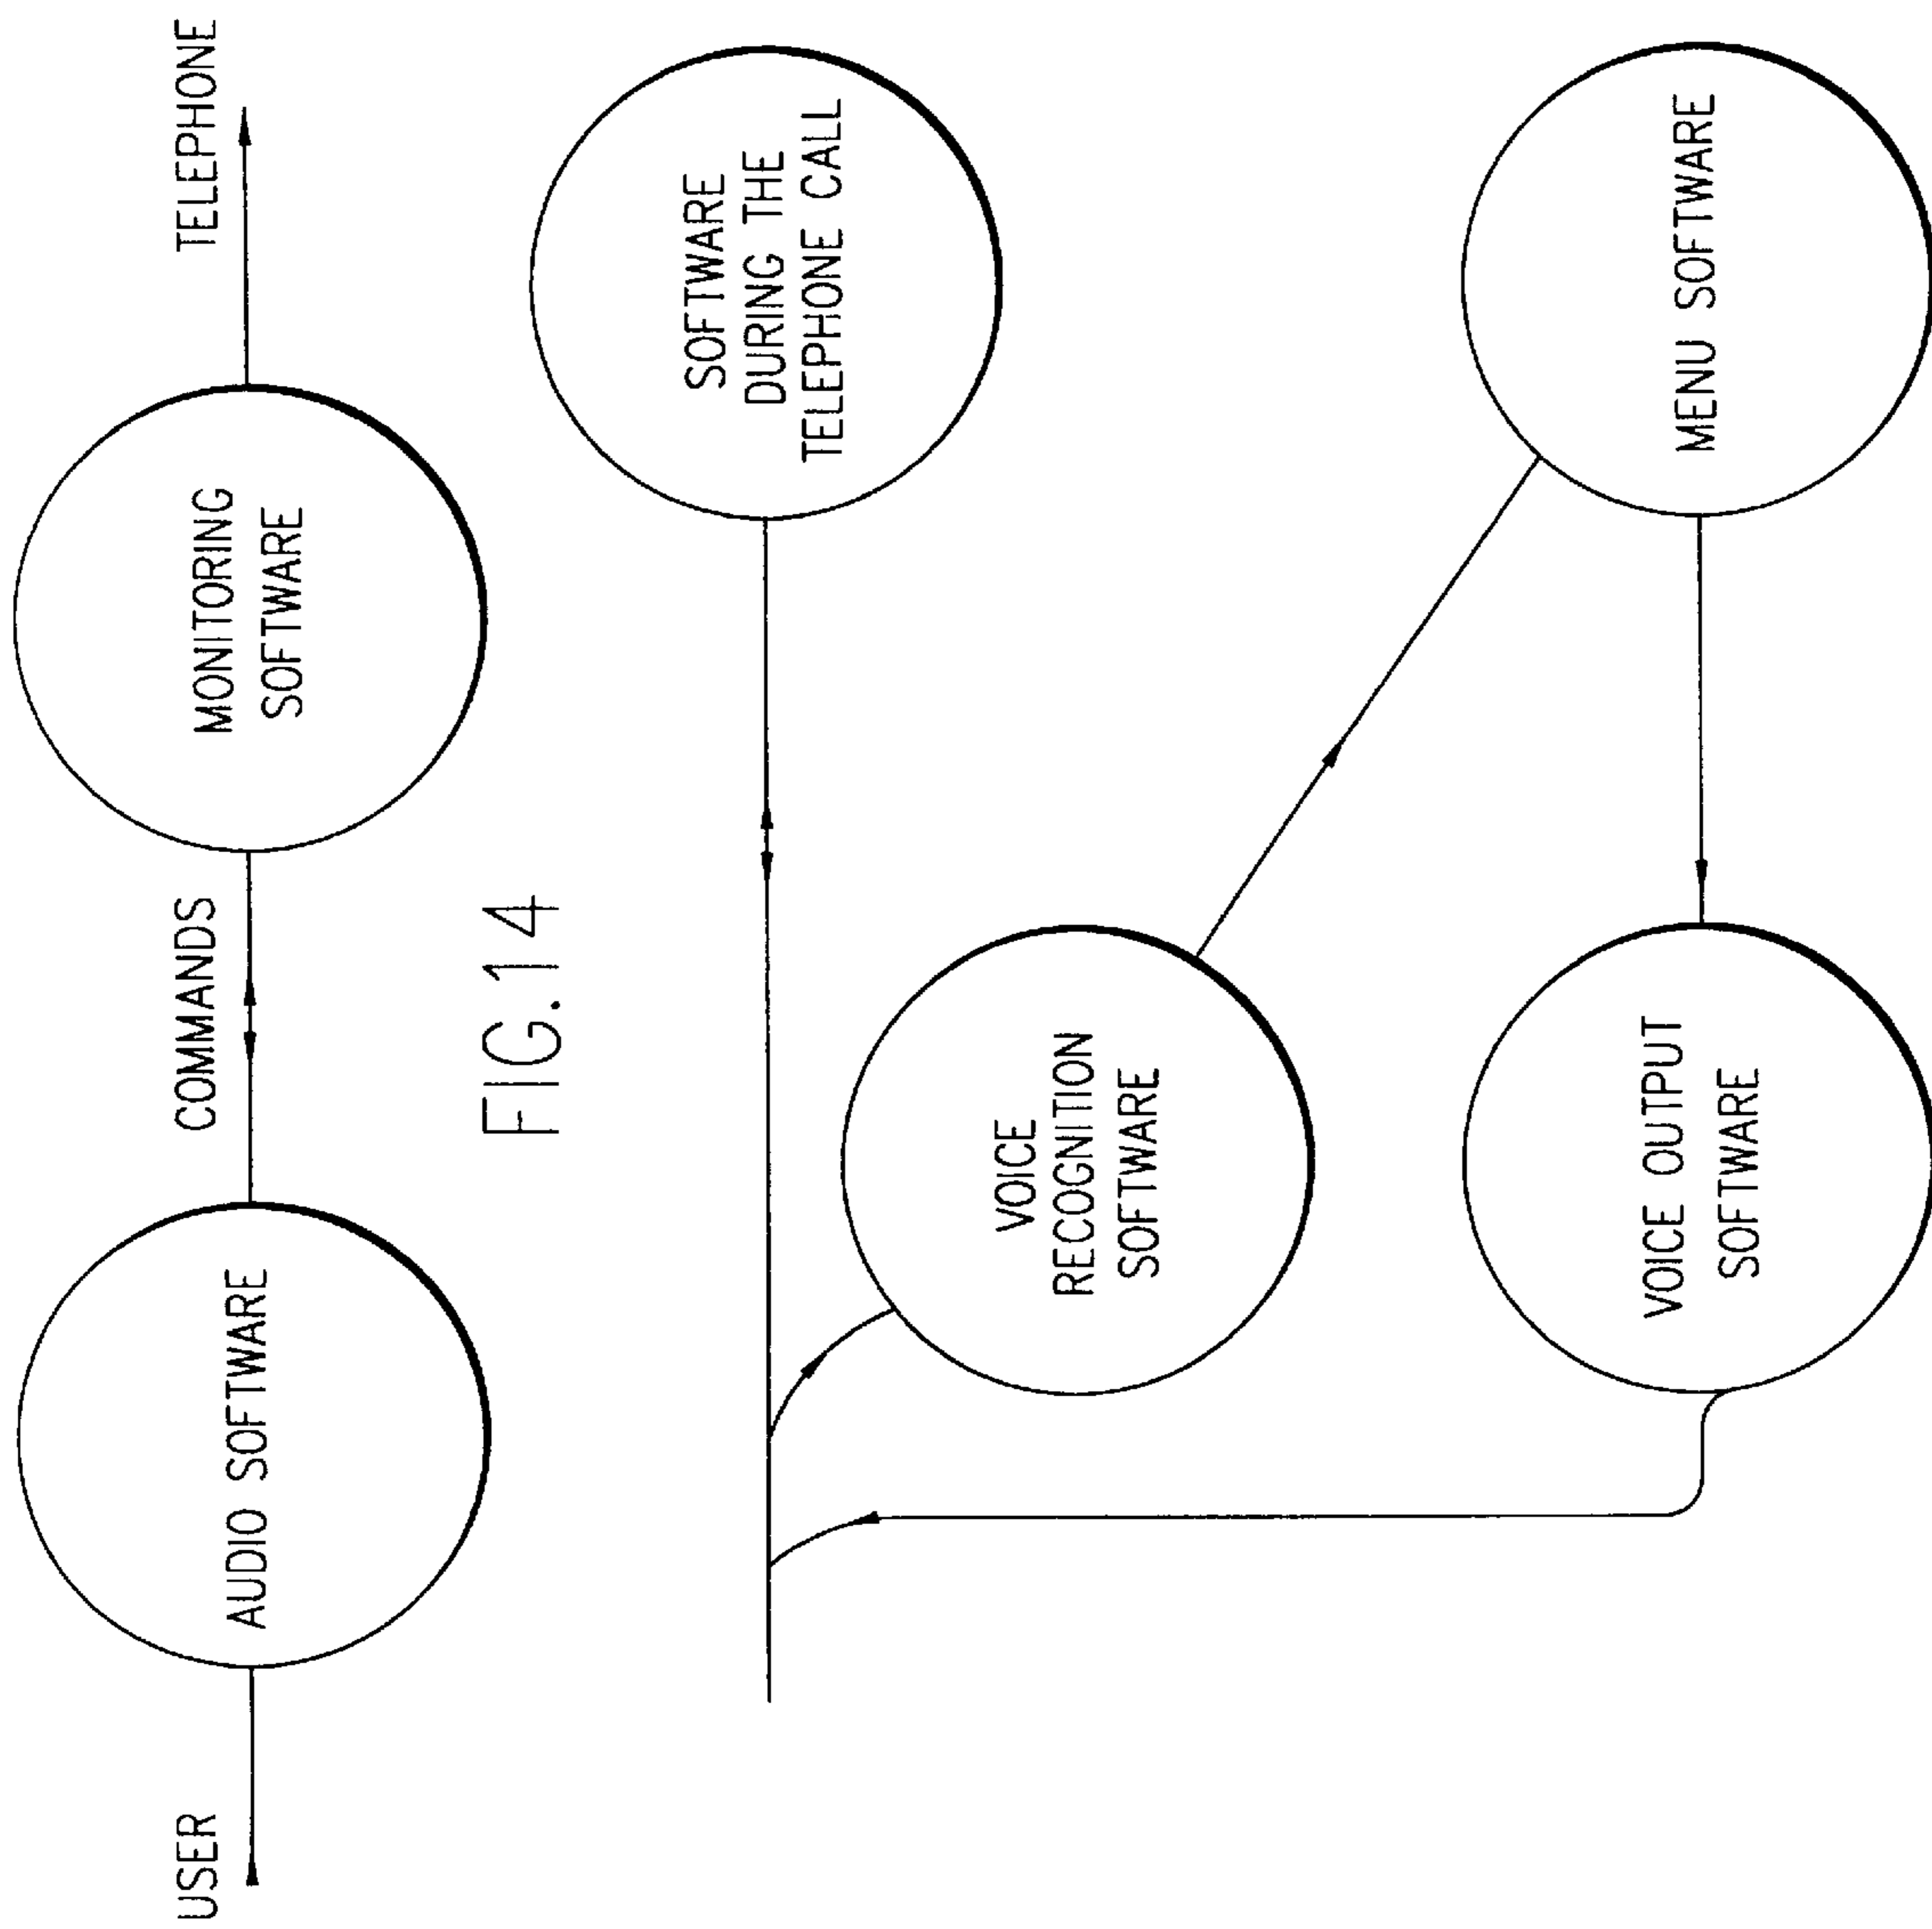 USER
AUDIO SOFTWARE
COMMANDS
MONITORING
SOFTWARE
TELEPHONE
FIG.14
SOFTWARE
DURING THE
TELEPHONE CALL
VOICE
RECOGNITION
SOFTWARE
VOICE OUTPUT
SOFTWARE
MENU SOFTWARE